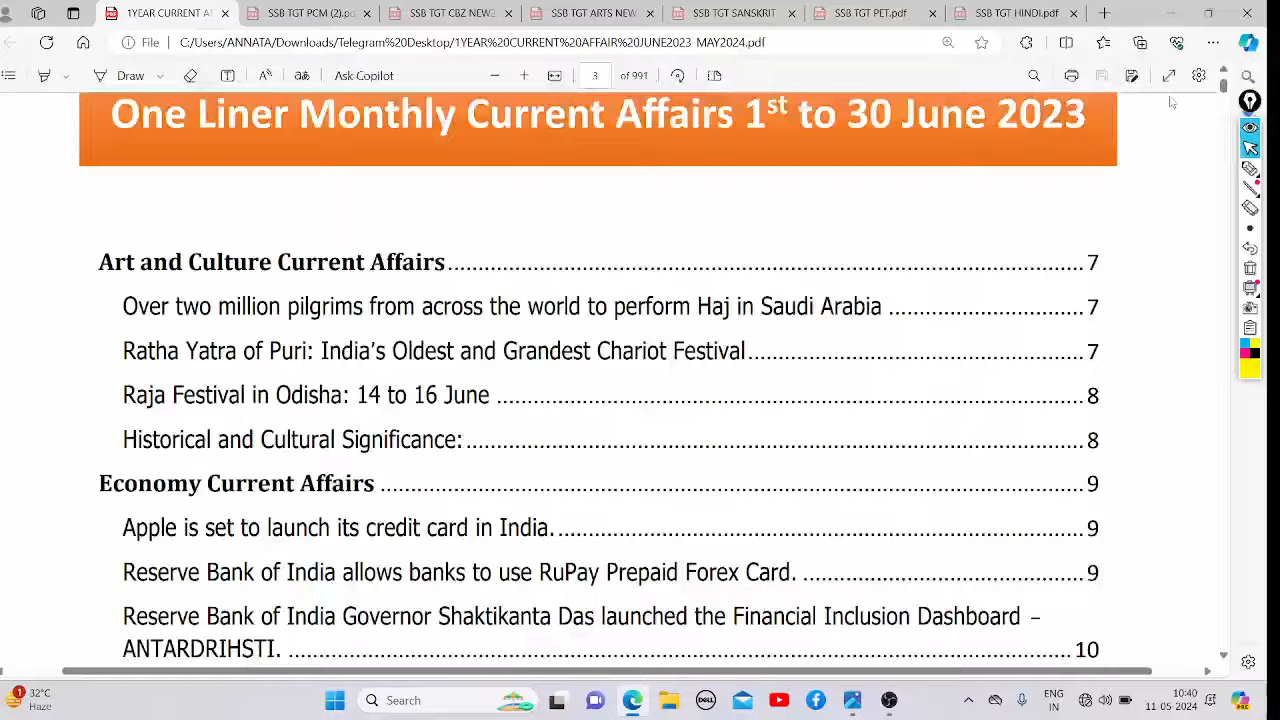 1YEAR CURRENT AF
SSB TGT PCM (2).pdf
SSB TGT CBZ NEW2
SSB TGT ARTS NEW
SSB TGT SANSKRIT
SSB TGT PET.pdf
SSB TGT HINDI.pdf
File
C:/Users/ANNATA/Downloads/Telegram%20Desktop/1YEAR%20CURRENT%20AFFAIR%20JUNE2023-MAY2024.pdf
Draw
Ask Copilot
3 of 991
One Liner Monthly Current Affairs 1st to 30 June 2023
Art and Culture Current Affairs 7
Over two million pilgrims from across the world to perform Haj in Saudi Arabia 7
Ratha Yatra of Puri: India's Oldest and Grandest Chariot Festival 7
Raja Festival in Odisha: 14 to 16 June 8
Historical and Cultural Significance: 8
Economy Current Affairs 9
Apple is set to launch its credit card in India. 9
Reserve Bank of India allows banks to use RuPay Prepaid Forex Card. 9
Reserve Bank of India Governor Shaktikanta Das launched the Financial Inclusion Dashboard –
ANTARDRIHSTI. 10
32°C
Haze
Search
ENG
IN
10:40
11-05-2024